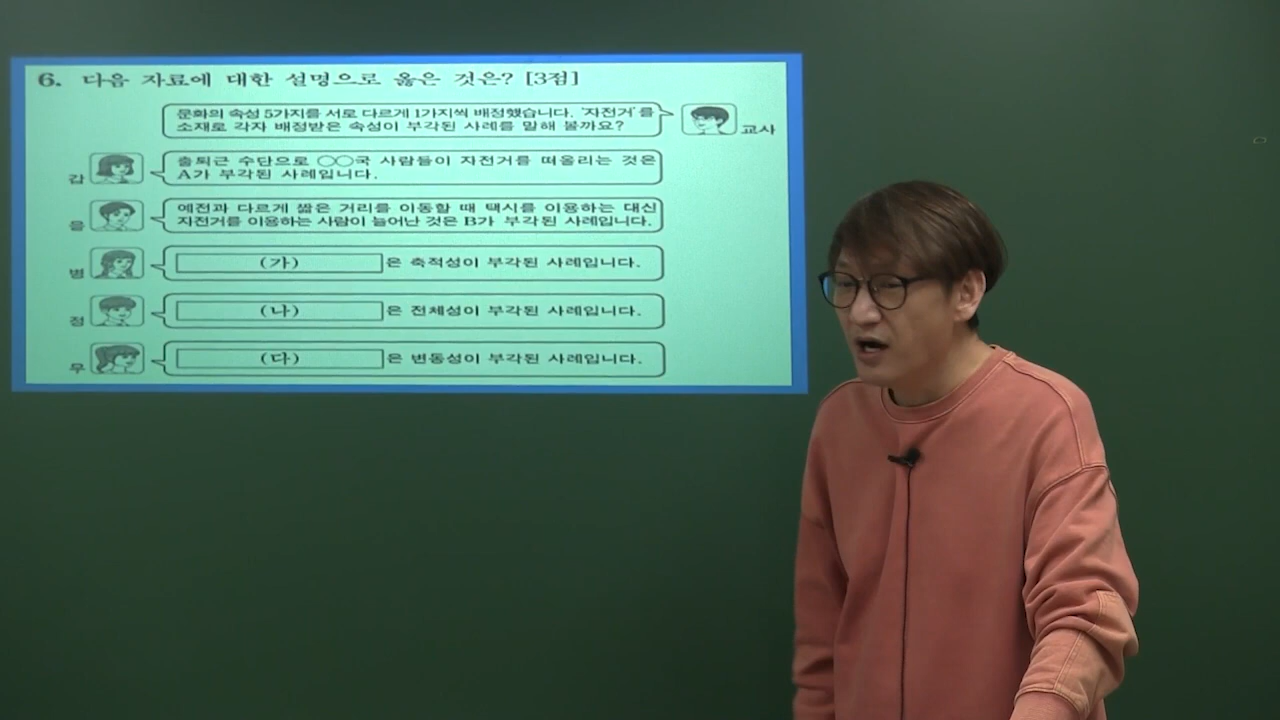 6. 다음 자료에 대한 설명으로 옳은 것은? [3점]
문화의 속성 5가지를 서로 다르게 1가지씩 배정했습니다. '자전거'를
소재로 각자 배정받은 속성이 부각된 사례를 말해 볼까요?
교사
출퇴근 수단으로 ○○국 사람들이 자전거를 떠올리는 것은
A가 부각된 사례입니다.
갑
예전과 다르게 짧은 거리를 이동할 때 택시를 이용하는 대신
자전거를 이용하는 사람이 늘어난 것은 B가 부각된 사례입니다.
을
병 (가) 은 축적성이 부각된 사례입니다.
정 (나) 은 전체성이 부각된 사례입니다.
무 (다) 은 변동성이 부각된 사례입니다.